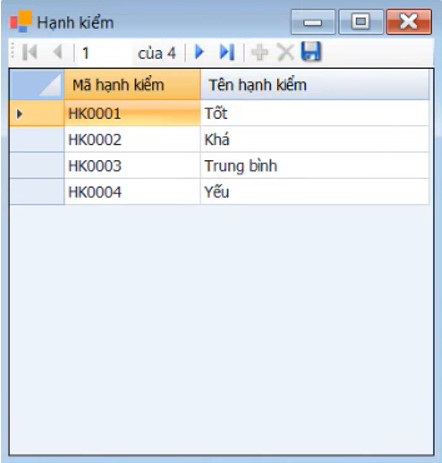 Hạnh kiểm
1 của 4
Mã hạnh kiểm Tên hạnh kiểm
HK0001 Tốt
HK0002 Khá
HK0003 Trung bình
HK0004 Yếu